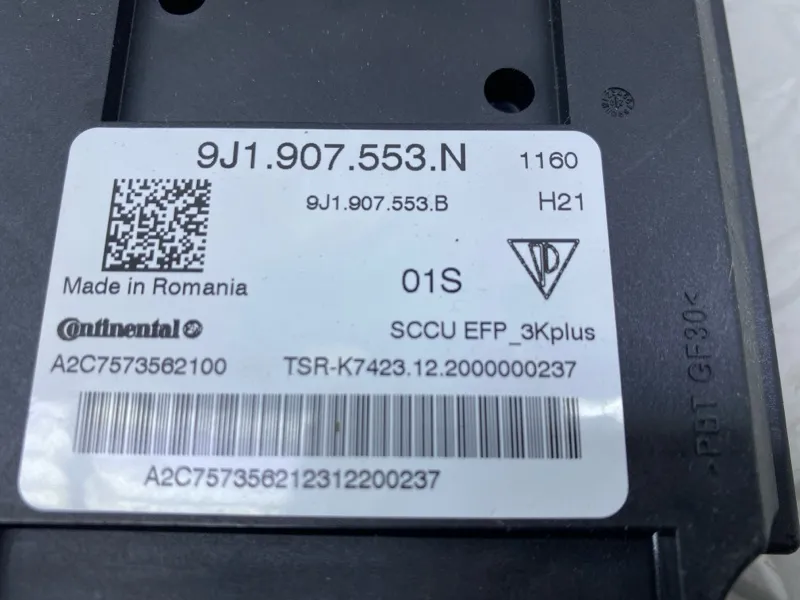 9J1.907.553.N 1160
9J1.907.553.B H21
Made in Romania 01S
Continental SCCU EFP_3Kplus
A2C7573562100 TSR-K7423.12.2000000237
A2C757356212312200237
>PBT GF30<